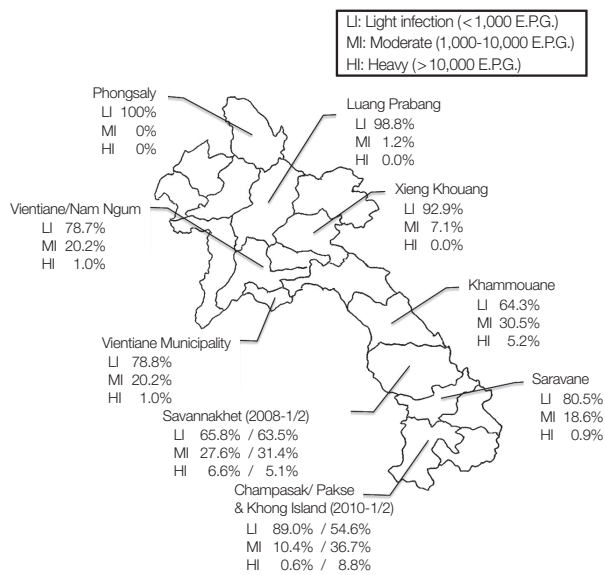 LI: Light infection (<1,000 E.P.G.)
MI: Moderate (1,000-10,000 E.P.G.)
HI: Heavy (>10,000 E.P.G.)
Phongsaly
LI 100%
MI 0%
HI 0%
Luang Prabang
LI 98.8%
MI 1.2%
HI 0.0%
Xieng Khouang
LI 92.9%
MI 7.1%
HI 0.0%
Vientiane/Nam Ngum
LI 78.7%
MI 20.2%
HI 1.0%
Khammouane
LI 64.3%
MI 30.5%
HI 5.2%
Vientiane Municipality
LI 78.8%
MI 20.2%
HI 1.0%
Saravane
LI 80.5%
MI 18.6%
HI 0.9%
Savannakhet (2008-1/2)
LI 65.8% / 63.5%
MI 27.6% / 31.4%
HI 6.6% / 5.1%
Champasak/ Pakse
& Khong Island (2010-1/2)
LI 89.0% / 54.6%
MI 10.4% / 36.7%
HI 0.6% / 8.8%